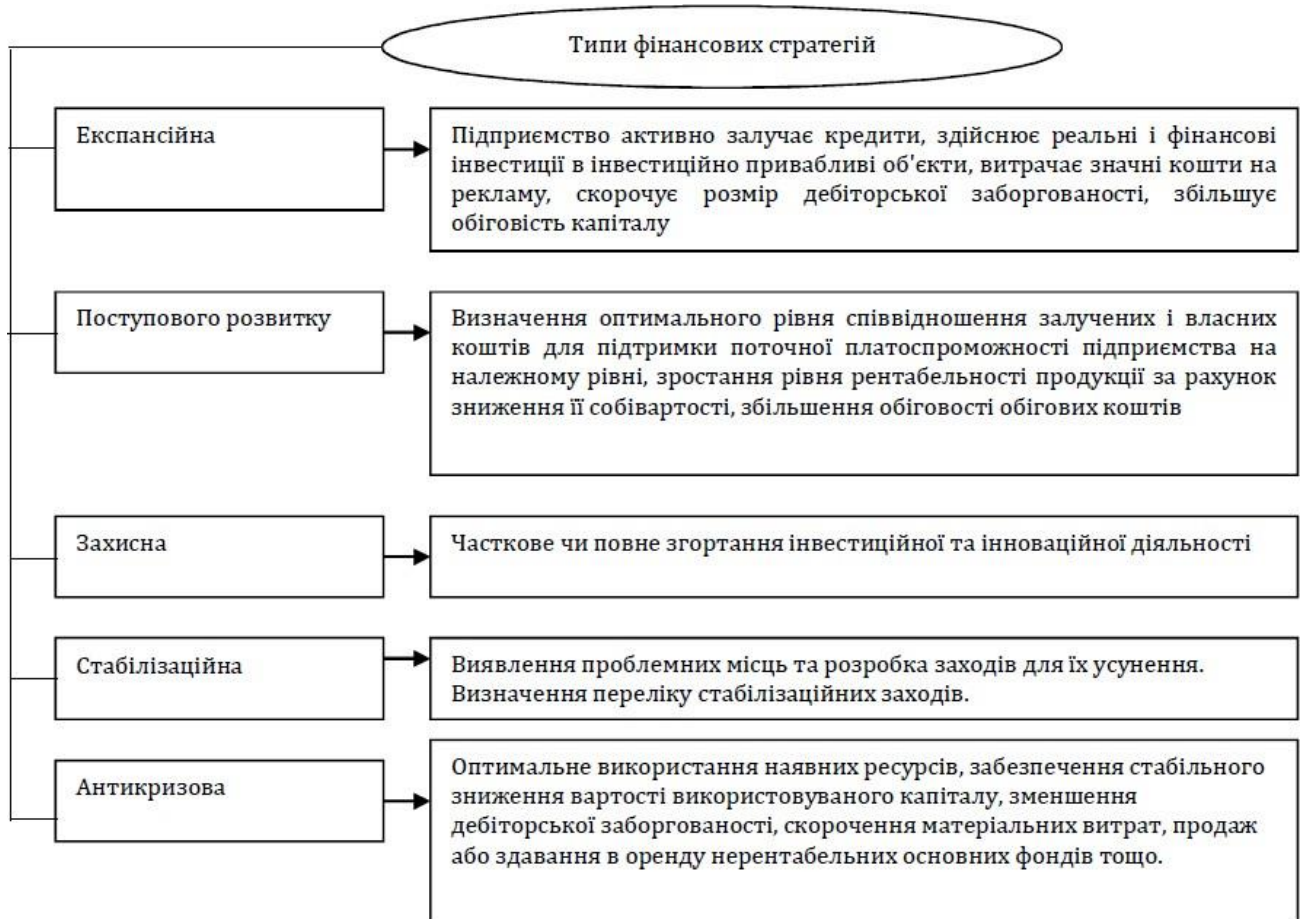 Типи фінансових стратегій
Експансійна
Підприємство активно залучає кредити, здійснює реальні і фінансові
інвестиції в інвестиційно привабливі об'єкти, витрачає значні кошти на
рекламу, скорочує розмір дебіторської заборгованості, збільшує
обіговість капіталу
Поступового розвитку
Визначення оптимального рівня співвідношення залучених і власних
коштів для підтримки поточної платоспроможності підприємства на
належному рівні, зростання рівня рентабельності продукції за рахунок
зниження її собівартості, збільшення обіговості обігових коштів
Захисна
Часткове чи повне згортання інвестиційної та інноваційної діяльності
Стабілізаційна
Виявлення проблемних місць та розробка заходів для їх усунення.
Визначення переліку стабілізаційних заходів.
Антикризова
Оптимальне використання наявних ресурсів, забезпечення стабільного
зниження вартості використовуваного капіталу, зменшення
дебіторської заборгованості, скорочення матеріальних витрат, продаж
або здавання в оренду нерентабельних основних фондів тощо.